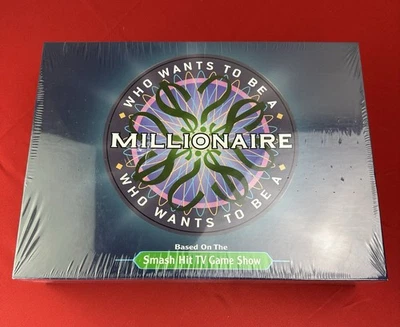 WHO WANTS TO BE A
MILLIONAIRE
WHO WANTS TO BE A
Based On The
Smash Hit TV Game Show